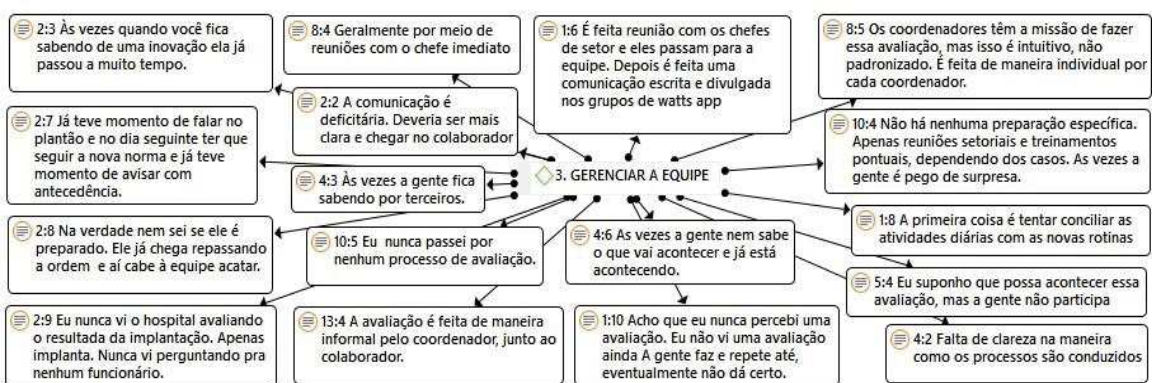 2:3 Às vezes quando você fica
sabendo de uma inovação ela já
passou a muito tempo.
8:4 Geralmente por meio de
reuniões com o chefe imediato
1:6 É feita reunião com os chefes
de setor e eles passam para a
equipe. Depois é feita uma
comunicação escrita e divulgada
nos grupos de watts app
8:5 Os coordenadores têm a missão de fazer
essa avaliação, mas isso é intuitivo, não
padronizado. É feita de maneira individual por
cada coordenador.
2:2 A comunicação é
deficitária. Deveria ser mais
clara e chegar no colaborador
2:7 Já teve momento de falar no
plantão e no dia seguinte ter que
seguir a nova norma e já teve
momento de avisar com
antecedência.
10:4 Não há nenhuma preparação específica.
Apenas reuniões setoriais e treinamentos
pontuais, dependendo dos casos. As vezes a
gente é pego de surpresa.
4:3 Às vezes a gente fica
sabendo por terceiros.
3. GERENCIAR A EQUIPE
2:8 Na verdade nem sei se ele é
preparado. Ele já chega repassando
a ordem e aí cabe à equipe acatar.
10:5 Eu nunca passei por
nenhum processo de avaliação.
4:6 As vezes a gente nem sabe
o que vai acontecer e já está
acontecendo.
1:8 A primeira coisa é tentar conciliar as
atividades diárias com as novas rotinas
5:4 Eu suponho que possa acontecer essa
avaliação, mas a gente não participa
2:9 Eu nunca vi o hospital avaliando
o resultada da implantação. Apenas
implanta. Nunca vi perguntando pra
nenhum funcionário.
13:4 A avaliação é feita de maneira
informal pelo coordenador, junto ao
colaborador.
1:10 Acho que eu nunca percebi uma
avaliação. Eu não vi uma avaliação
ainda A gente faz e repete até,
eventualmente não dá certo.
4:2 Falta de clareza na maneira
como os processos são conduzidos